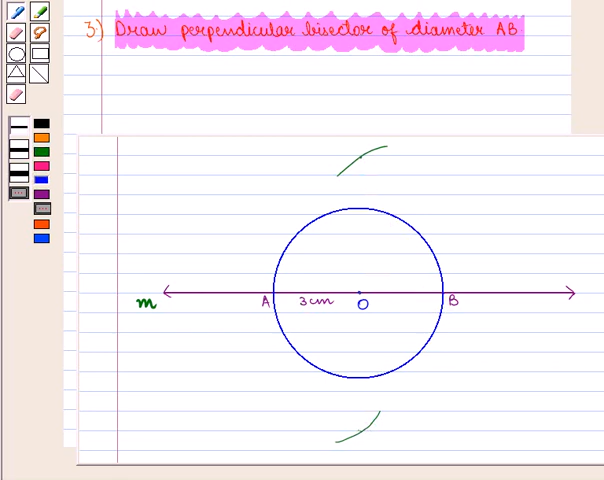 3) Draw perpendicular bisector of diameter AB
m
A 3cm O B